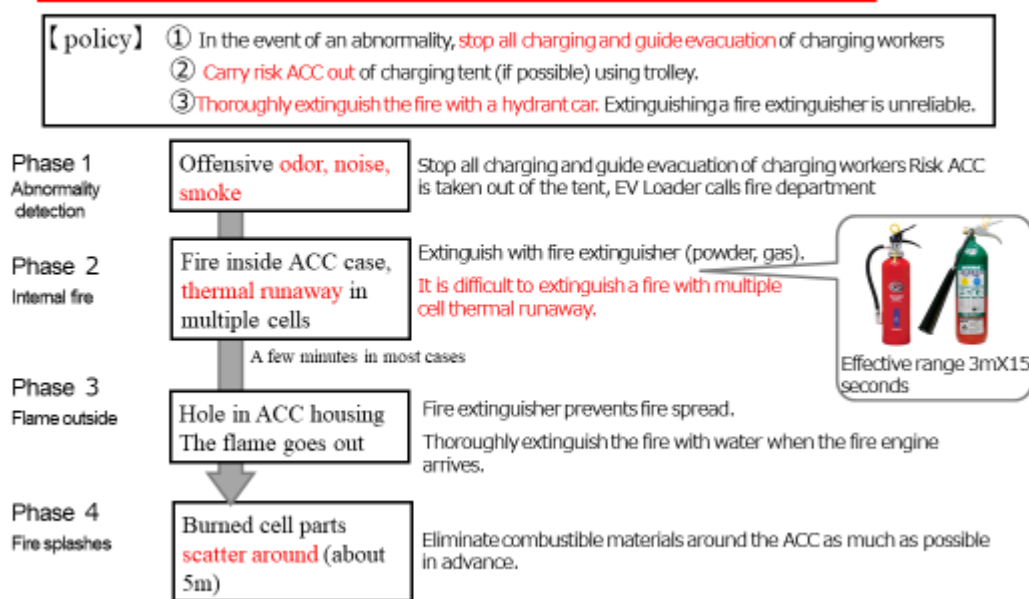 【policy】 ① In the event of an abnormality, stop all charging and guide evacuation of charging workers
② Carry risk ACC out of charging tent (if possible) using trolley.
③Thoroughly extinguish the fire with a hydrant car. Extinguishing a fire extinguisher is unreliable.
Phase 1
Abnormality
detection
Offensive odor, noise,
smoke
Stop all charging and guide evacuation of charging workers Risk ACC
is taken out of the tent, EV Loader calls fire department
Phase 2
Internal fire
Fire inside ACC case,
thermal runaway in
multiple cells
Extinguish with fire extinguisher (powder, gas).
It is difficult to extinguish a fire with multiple
cell thermal runaway.
Effective range 3mX15
seconds
A few minutes in most cases
Phase 3
Flame outside
Hole in ACC housing
The flame goes out
Fire extinguisher prevents fire spread.
Thoroughly extinguish the fire with water when the fire engine
arrives.
Phase 4
Fire splashes
Burned cell parts
scatter around (about
5m)
Eliminate combustible materials around the ACC as much as possible
in advance.